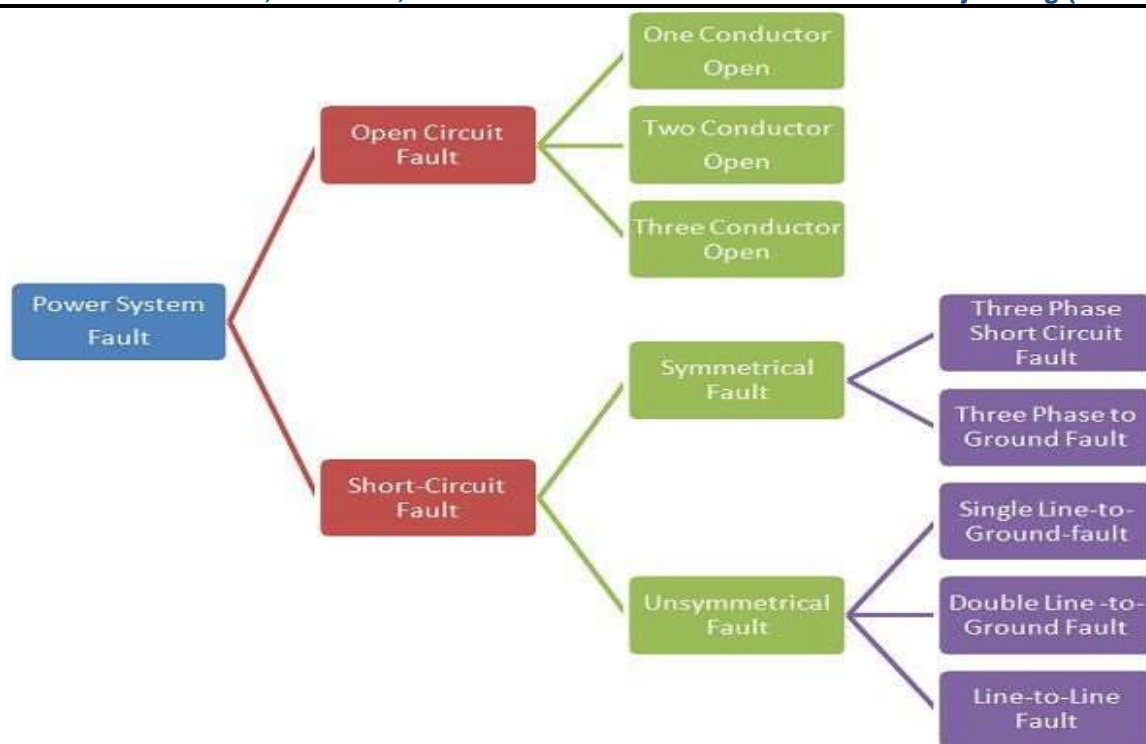 One Conductor
Open
Open Circuit
Fault
Two Conductor
Open
Three Conductor
Open
Power System
Fault
Three Phase
Short Circuit
Fault
Symmetrical
Fault
Three Phase to
Ground Fault
Short-Circuit
Fault
Single Line-to-
Ground-fault
Unsymmetrical
Fault
Double Line -to-
Ground Fault
Line-to-Line
Fault